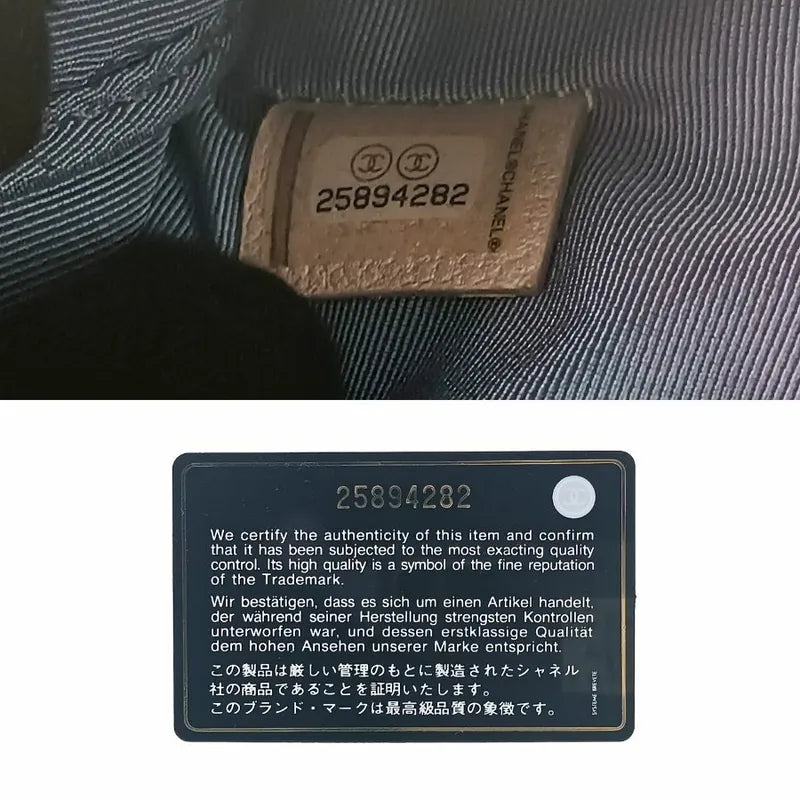 25894282
HANEL®CHANEL®
25894282
We certify the authenticity of this item and confirm
that it has been subjected to the most exacting quality
control. Its high quality is a symbol of the fine reputation
of the Trademark.
Wir bestätigen, dass es sich um einen Artikel handelt,
der während seiner Herstellung strengsten Kontrollen
unterworfen war, und dessen erstklassige Qualität
dem hohen Ansehen unserer Marke entspricht.
この製品は厳しい管理のもとに製造されたシャネル
社の商品であることを証明いたします。
このブランド・マークは最高級品質の象徴です。
SYSTEME BREVETE